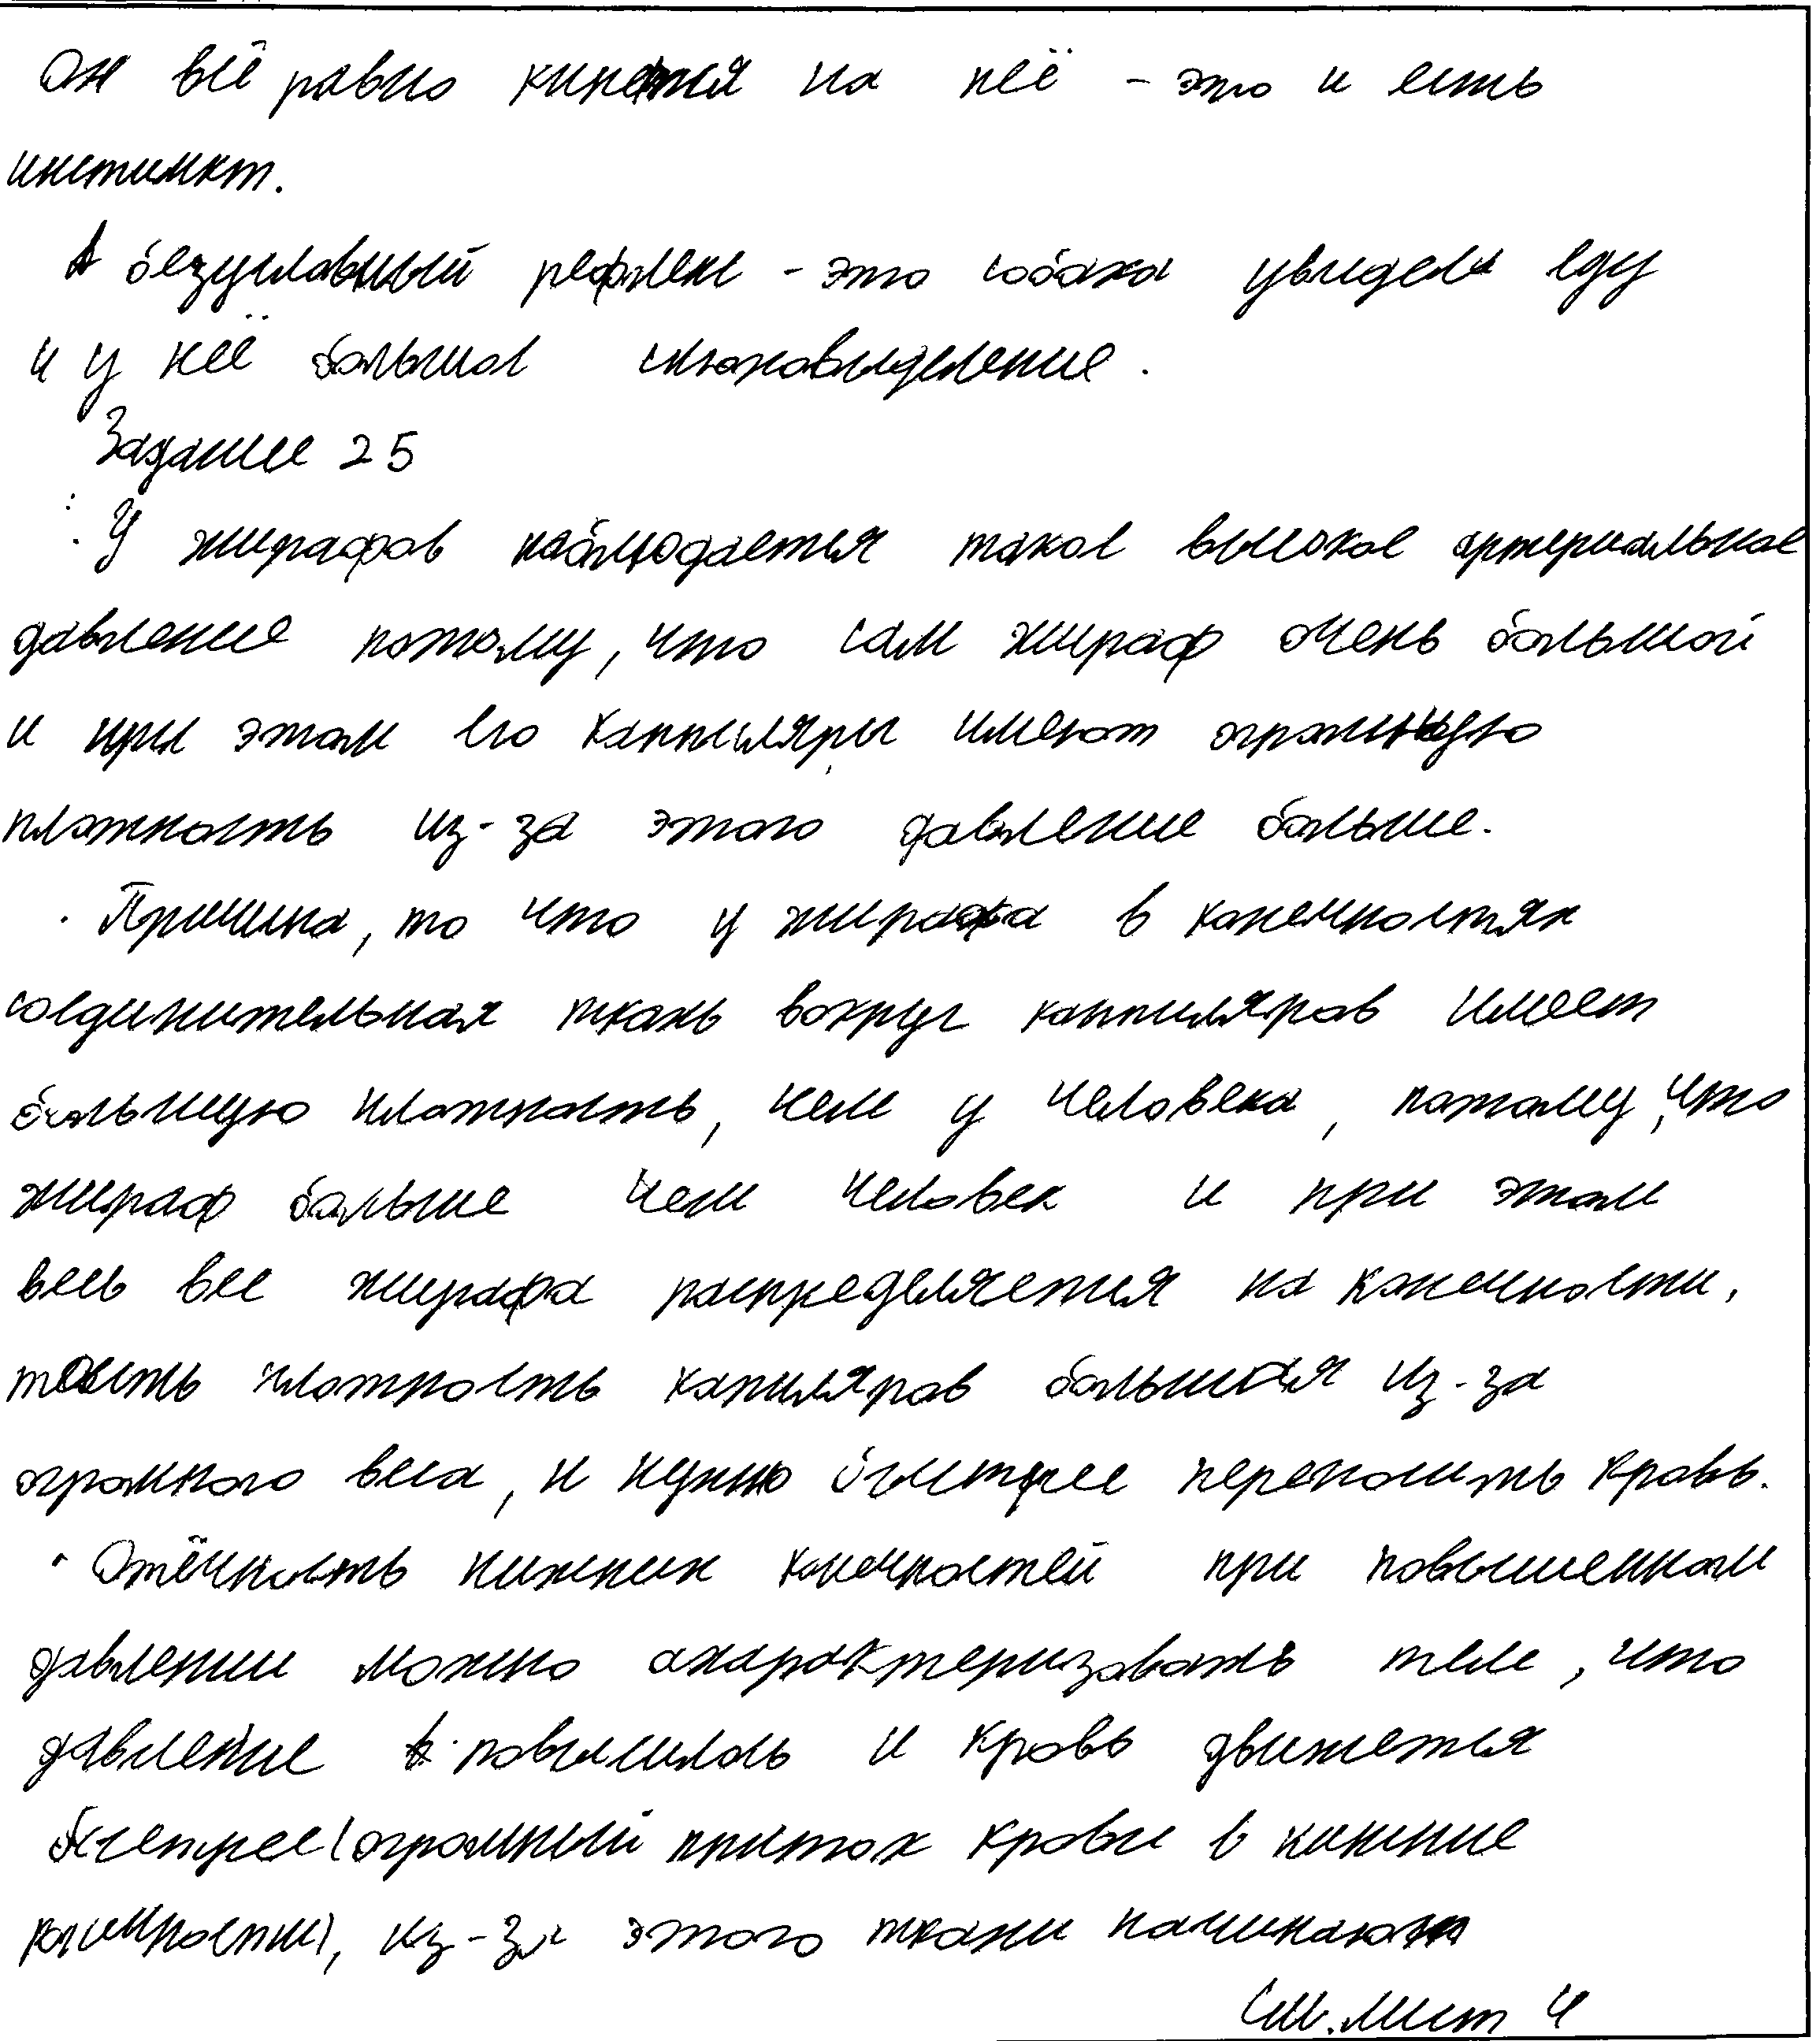 Он всё равно кинется на неё - это и есть
инстинкт.
А безусловный рефлекс - это собака увидела еду
и у неё большое слюновыделение.
Задание 25
· У жирафов наблюдается такое высокое артериальное
давление потому, что сам жираф очень большой
и при этом его каппиляры имеют огромную
плотность из-за этого давление больше.
· Причина, то что у жирафа в конечностях
соединительная ткань вокруг каппиляров имеет
большую плотность, чем у человека, потому, что
жираф больше чем человек и при этом
весь вес жирафа распределяется на конечности,
тоесть плотность капиляров большая из-за
огромного веса, и нужно быстрее переносить кровь.
· Отёчность нижних конечностей при повышенном
давлении можно охарактеризовать тем, что
давление повысилось и кровь движется
быстрее (огромный приток крови в нижние
конечности), из-за этого ткани начинают
См. лист 4